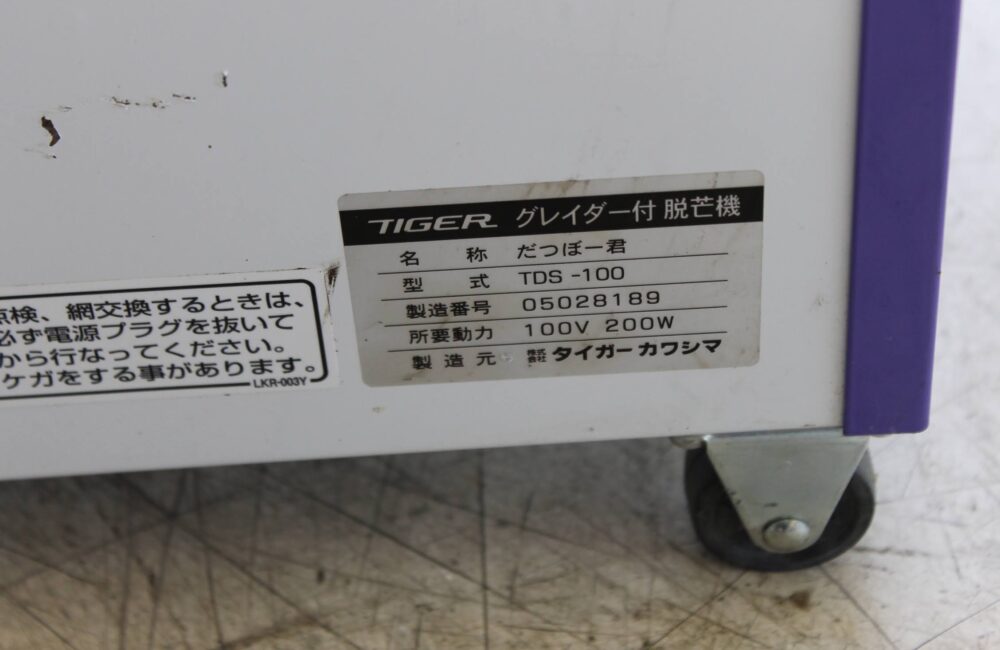 TIGER グレイダー付 脱芒機
名称 だつぼー君
型式 TDS-100
製造番号 05028189
所要動力 100V 200W
製造元 株式会社 タイガーカワシマ
点検、網交換するときは、
必ず電源プラグを抜いて
から行なってください。
ケガをする事があります。
LKR-003Y